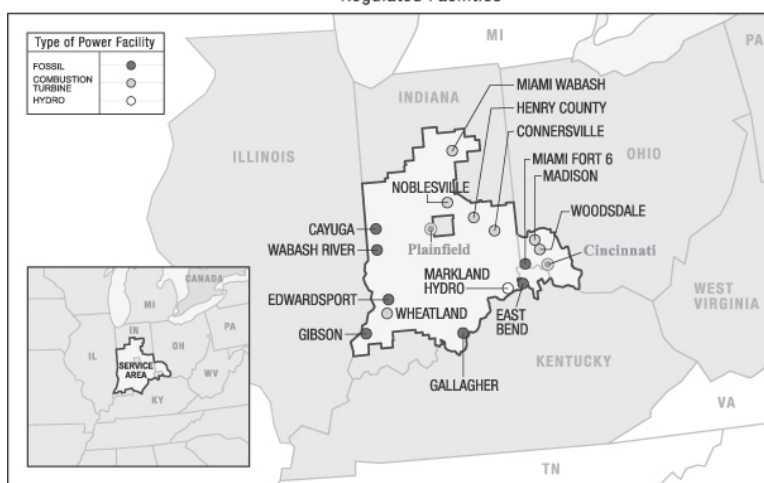 Regulated Facilities
Type of Power Facility
FOSSIL
COMBUSTION
TURBINE
HYDRO
MI
PA
INDIANA
MIAMI WABASH
HENRY COUNTY
CONNERSVILLE
ILLINOIS
OHIO
MIAMI FORT 6
MADISON
NOBLESVILLE
WOODSDALE
CAYUGA
Plainfield
Cincinnati
WABASH RIVER
MARKLAND
HYDRO
WEST
VIRGINIA
EDWARDSPORT
WHEATLAND
EAST
BEND
GIBSON
KENTUCKY
GALLAGHER
VA
TN
CANADA
MI
IN
OH
PA
IL
SERVICE
AREA
WV
KY